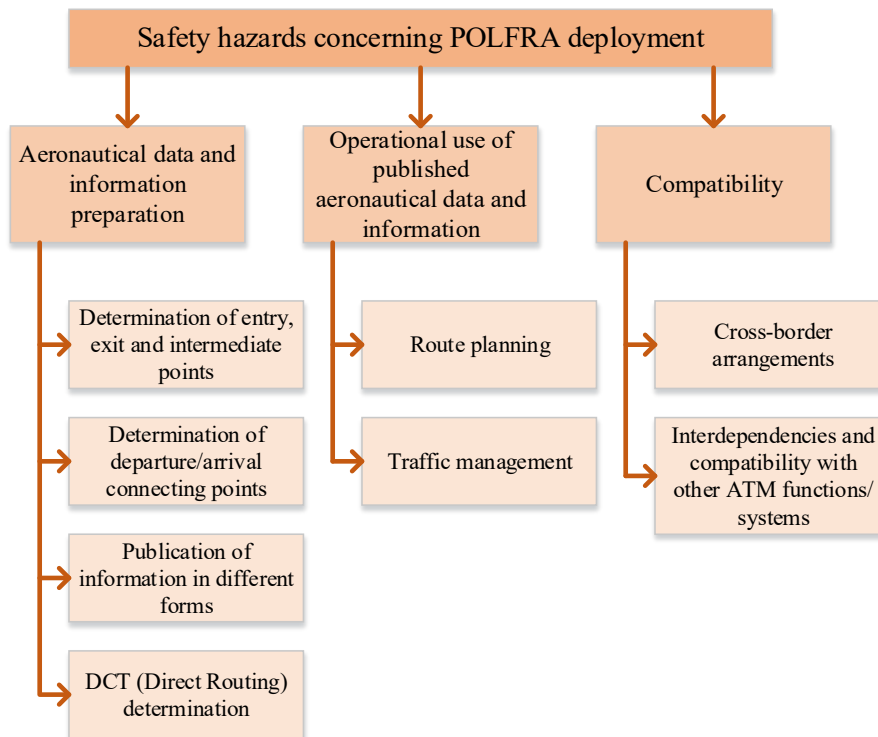 Safety hazards concerning POLFRA deployment
Aeronautical data and
information
preparation
Determination of entry,
exit and intermediate
points
Determination of
departure/arrival
connecting points
Publication of
information in different
forms
DCT (Direct Routing)
determination
Operational use of
published
aeronautical data and
information
Route planning
Traffic management
Compatibility
Cross-border
arrangements
Interdependencies and
compatibility with
other ATM functions/
systems